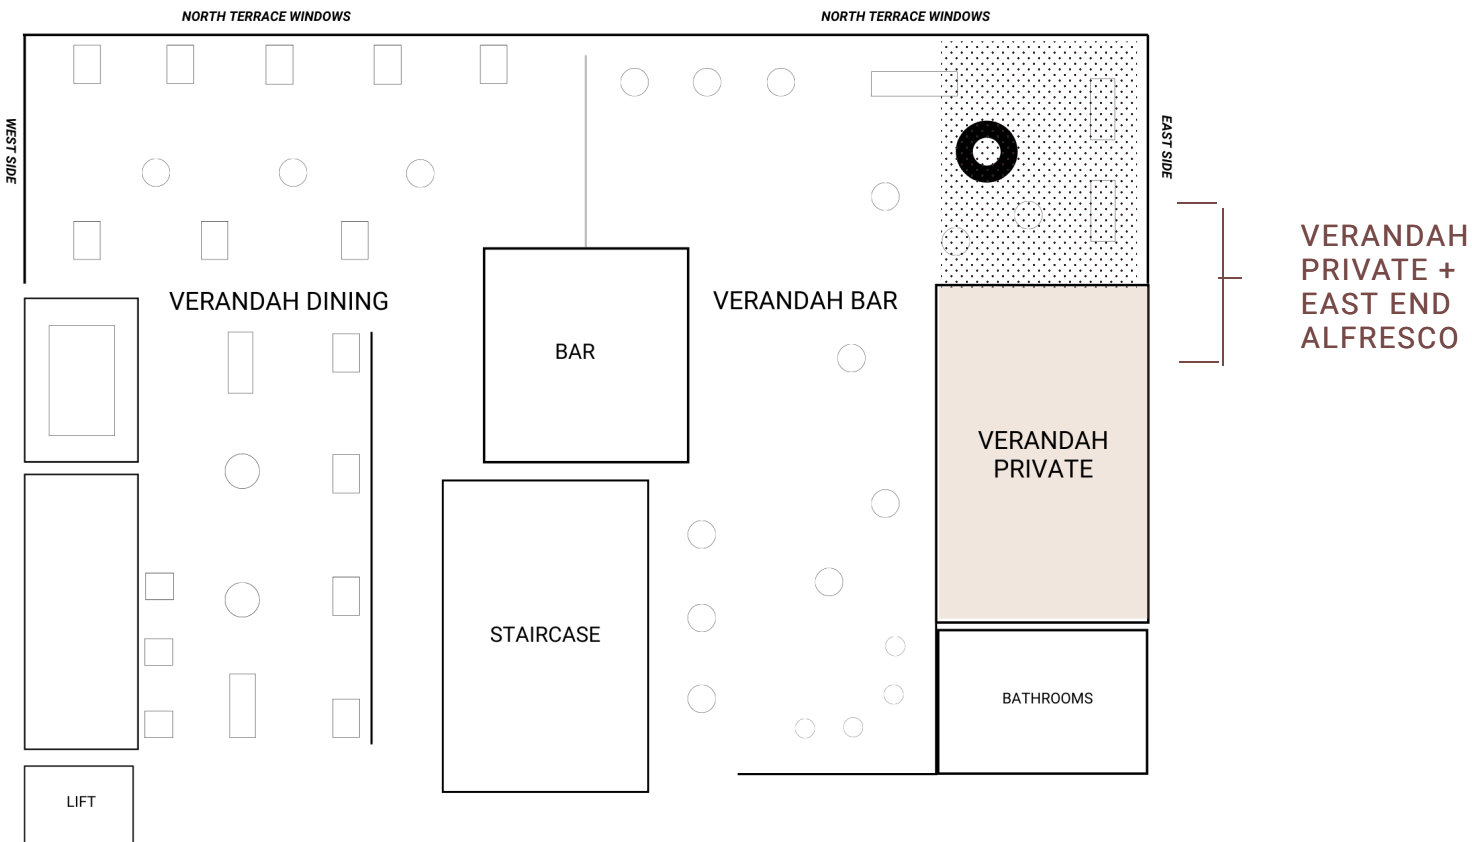 NORTH TERRACE WINDOWS
NORTH TERRACE WINDOWS
WEST SIDE
EAST SIDE
VERANDAH
PRIVATE +
EAST END
ALFRESCO
VERANDAH DINING
VERANDAH BAR
BAR
VERANDAH
PRIVATE
STAIRCASE
BATHROOMS
LIFT